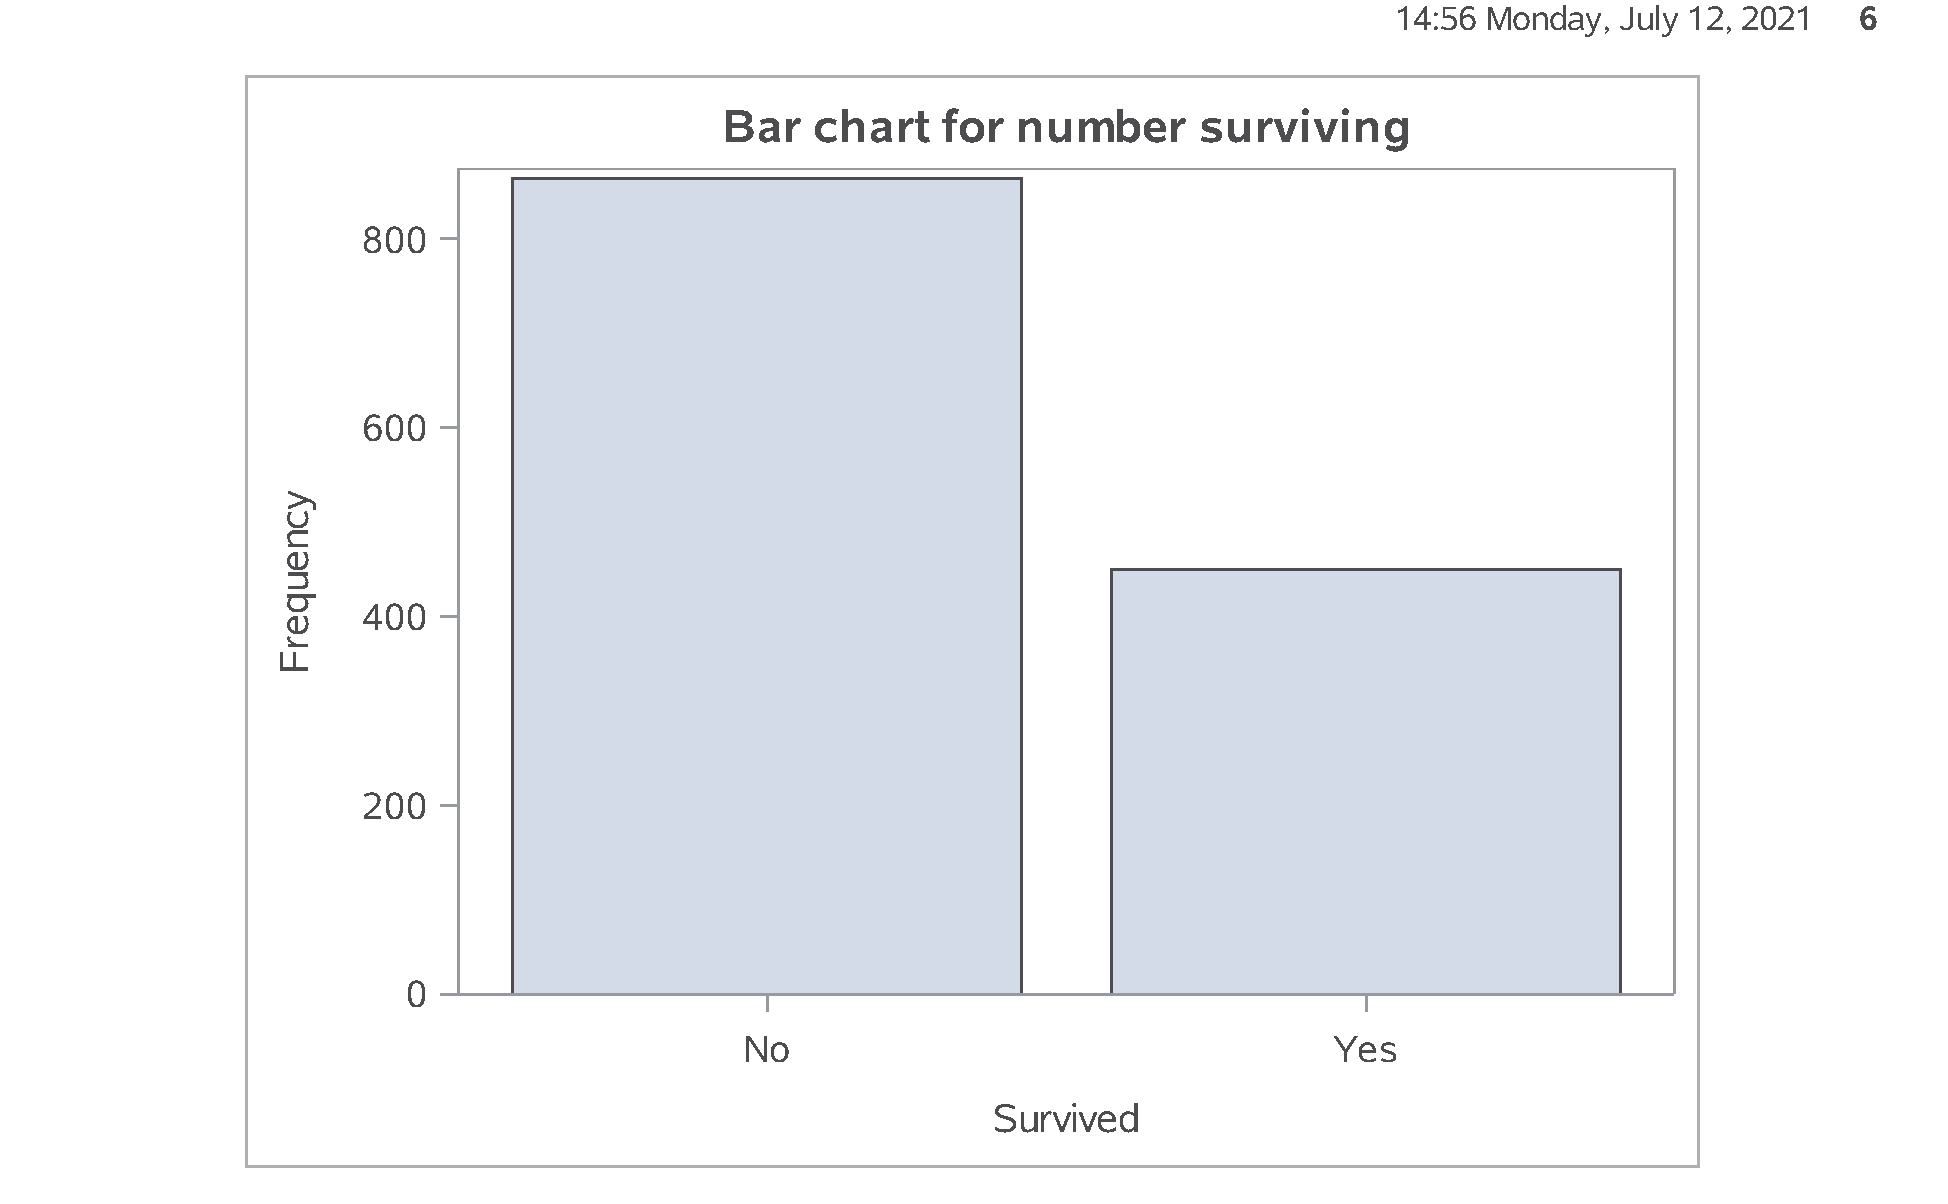 14:56 Monday, July 12, 2021 6
Bar chart for number surviving
800
600
400
200
0
Frequency
No Yes
Survived